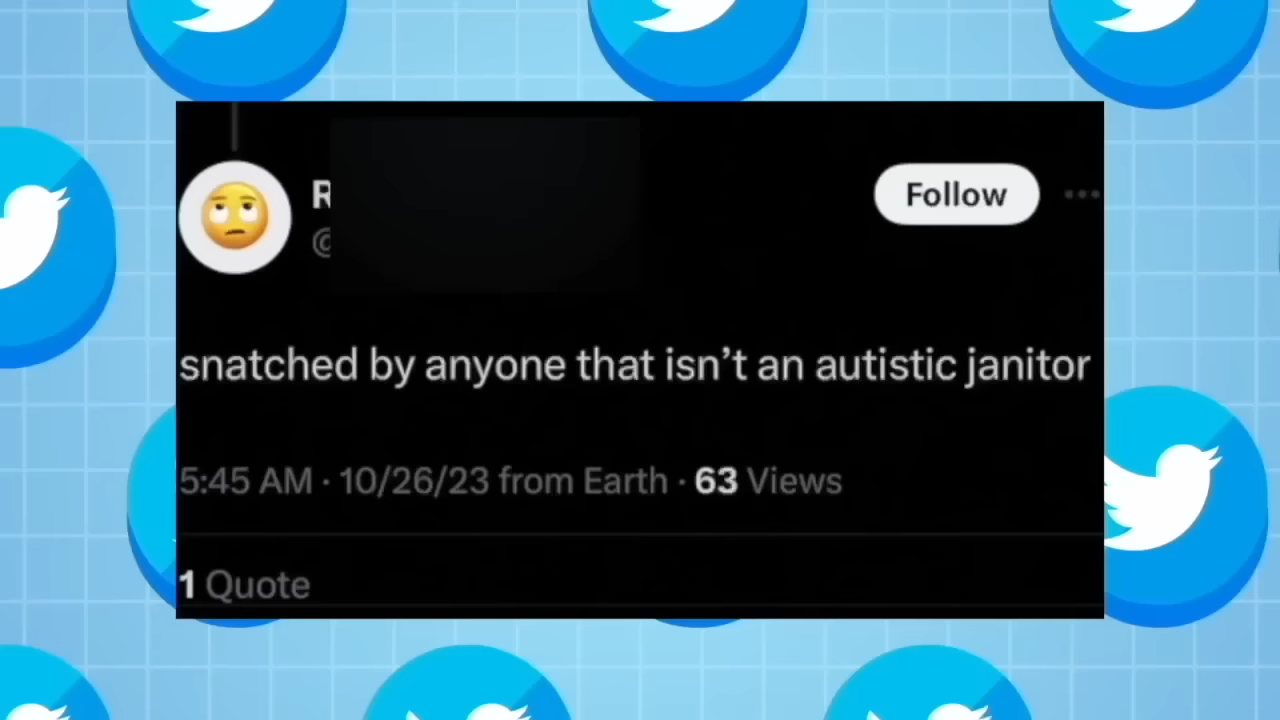 R
@
Follow
snatched by anyone that isn’t an autistic janitor
5:45 AM · 10/26/23 from Earth · 63 Views
1 Quote